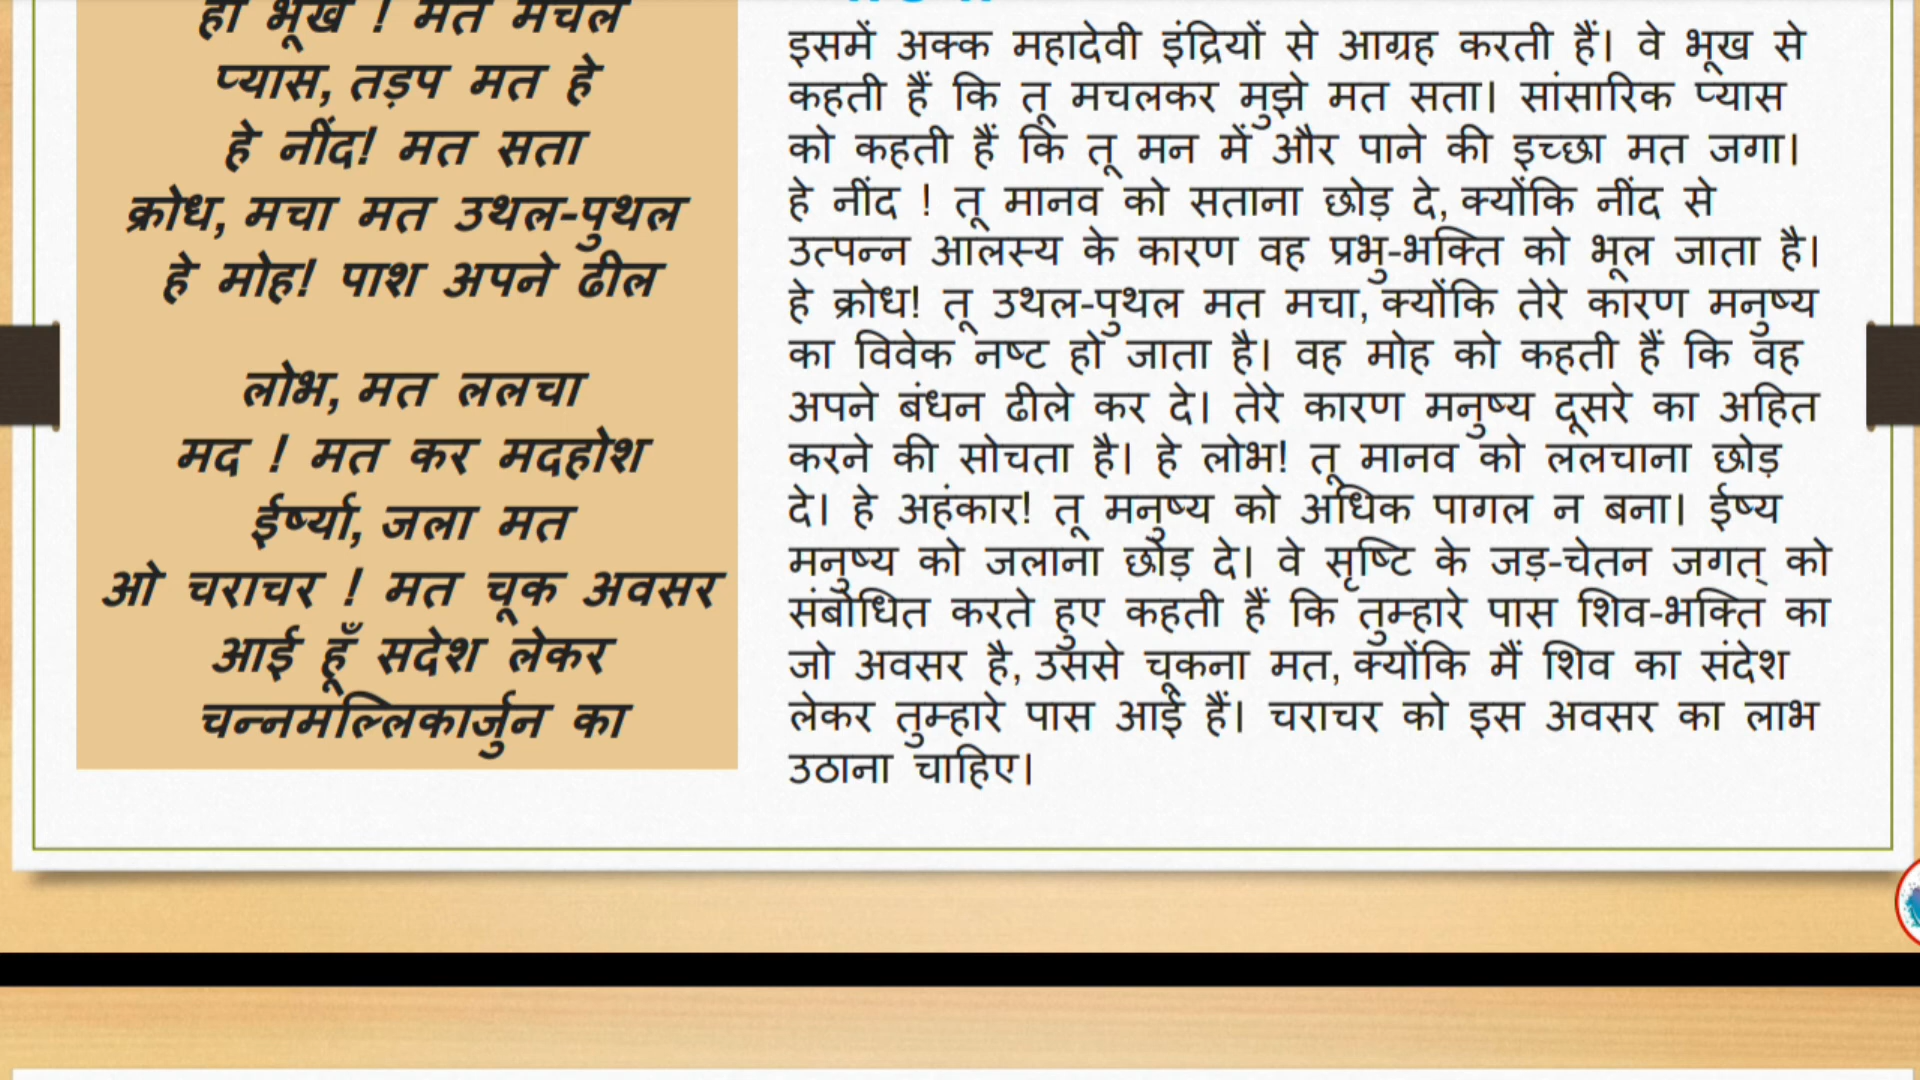 हो भूख ! मत मचल
प्यास, तड़प मत हे
हे नींद! मत सता
क्रोध, मचा मत उथल-पुथल
हे मोह! पाश अपने ढील
लोभ, मत ललचा
मद ! मत कर मदहोश
ईर्ष्या, जला मत
ओ चराचर ! मत चूक अवसर
आई हूँ सदेश लेकर
चन्नमल्लिकार्जुन का
इसमें अक्क महादेवी इंद्रियों से आग्रह करती हैं। वे भूख से
कहती हैं कि तू मचलकर मुझे मत सता। सांसारिक प्यास
को कहती हैं कि तू मन में और पाने की इच्छा मत जगा।
हे नींद ! तू मानव को सताना छोड़ दे, क्योंकि नींद से
उत्पन्न आलस्य के कारण वह प्रभु-भक्ति को भूल जाता है।
हे क्रोध! तू उथल-पुथल मत मचा, क्योंकि तेरे कारण मनुष्य
का विवेक नष्ट हो जाता है। वह मोह को कहती हैं कि वह
अपने बंधन ढीले कर दे। तेरे कारण मनुष्य दूसरे का अहित
करने की सोचता है। हे लोभ! तू मानव को ललचाना छोड़
दे। हे अहंकार! तू मनुष्य को अधिक पागल न बना। ईष्य
मनुष्य को जलाना छोड़ दे। वे सृष्टि के जड़-चेतन जगत् को
संबोधित करते हुए कहती हैं कि तुम्हारे पास शिव-भक्ति का
जो अवसर है, उससे चूकना मत, क्योंकि मैं शिव का संदेश
लेकर तुम्हारे पास आई हैं। चराचर को इस अवसर का लाभ
उठाना चाहिए।